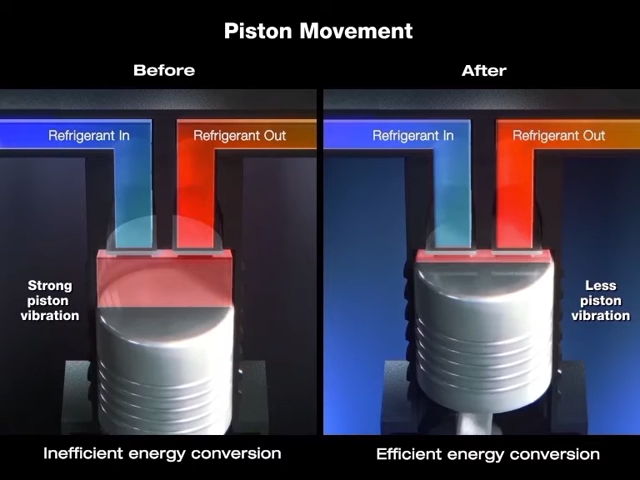 Piston Movement
Before
After
Refrigerant In
Refrigerant Out
Refrigerant In
Refrigerant Out
Strong
piston
vibration
Less
piston
vibration
Inefficient energy conversion
Efficient energy conversion